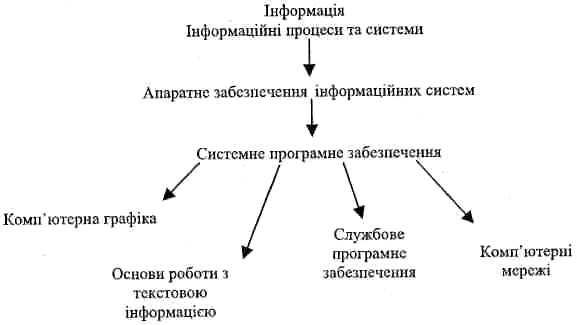 Інформація
Інформаційні процеси та системи
Апаратне забезпечення інформаційних систем
Системне програмне забезпечення
Комп'ютерна графіка
Основи роботи з
текстовою
інформацією
Службове
програмне
забезпечення
Комп'ютерні
мережі